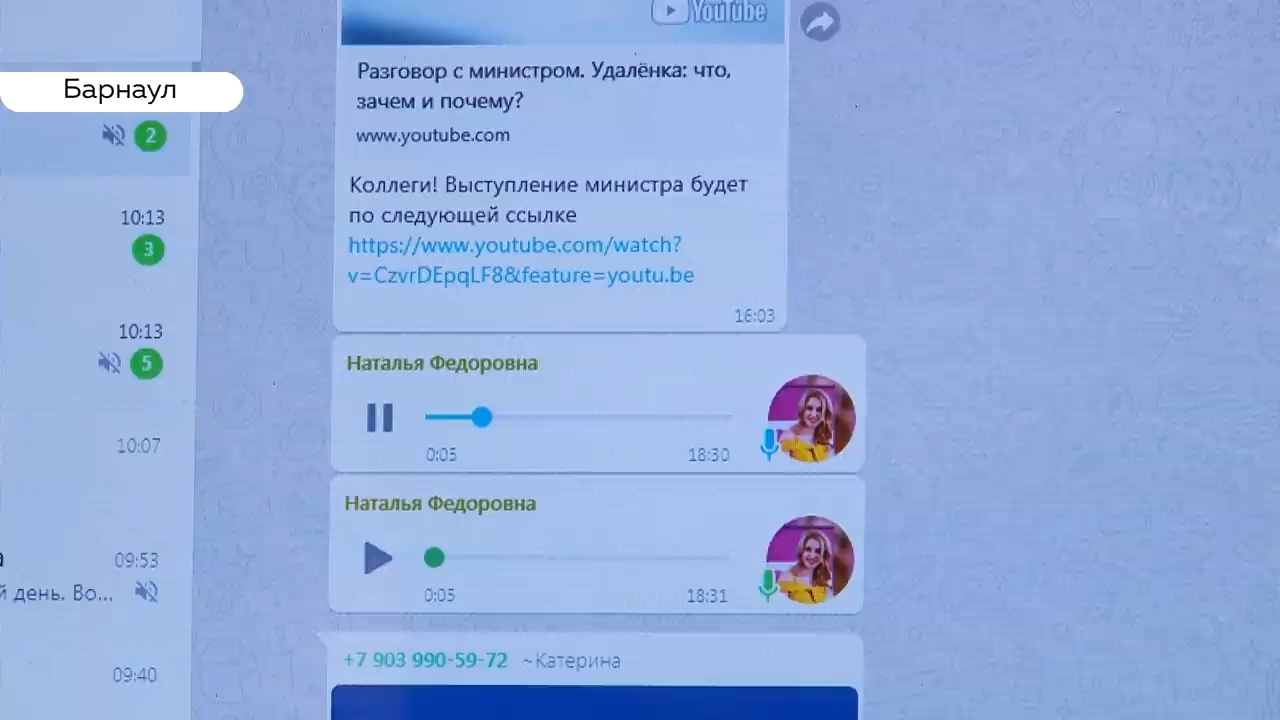 YouTube
Разговор с министром. Удалёнка: что,
зачем и почему?
www.youtube.com
Коллеги! Выступление министра будет
по следующей ссылке
https://www.youtube.com/watch?
v=CzvrDEpqLF8&feature=youtu.be
16:03
Барнаул
2
10:13
3
10:13
5
10:07
09:53
й день. Во...
09:40
Наталья Федоровна
0:05 18:30
Наталья Федоровна
0:05 18:31
+7 903 990-59-72 ~Катерина